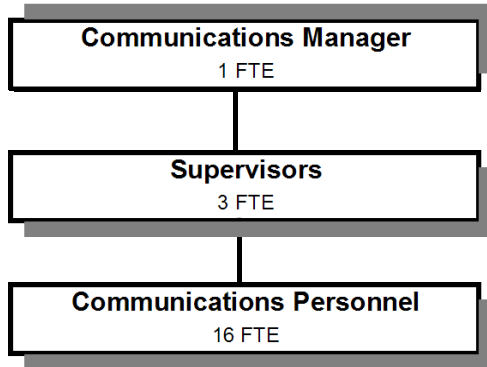 Communications Manager
1 FTE
Supervisors
3 FTE
Communications Personnel
16 FTE